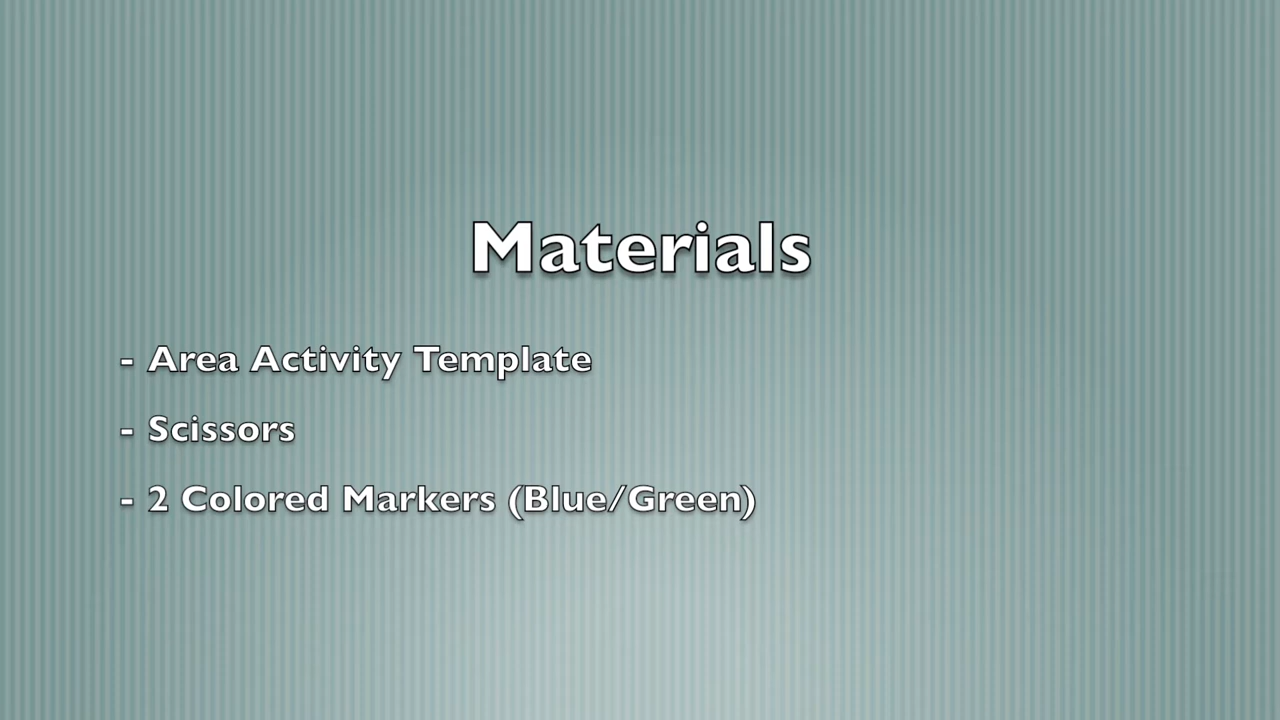 Materials
- Area Activity Template
- Scissors
- 2 Colored Markers (Blue/Green)